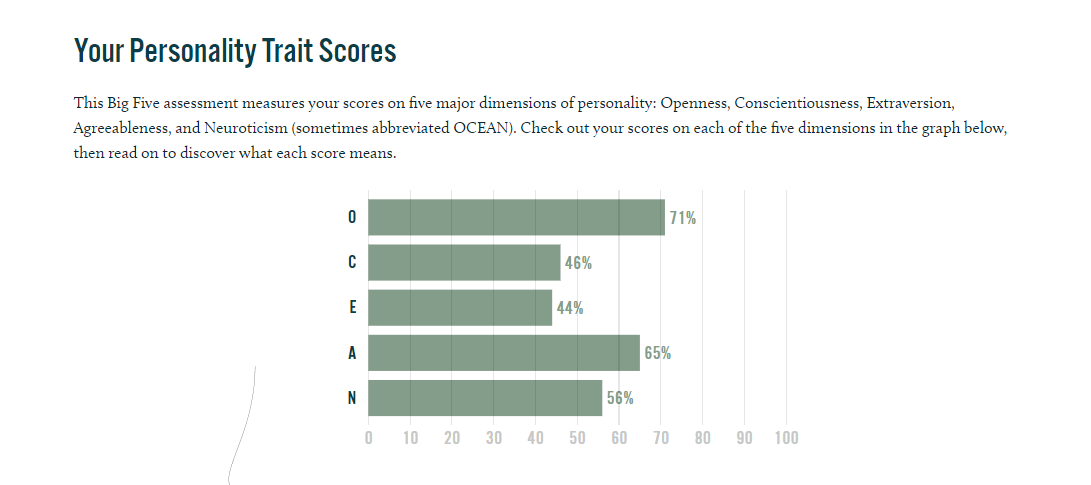 Your Personality Trait Scores
This Big Five assessment measures your scores on five major dimensions of personality: Openness, Conscientiousness, Extraversion,
Agreeableness, and Neuroticism (sometimes abbreviated OCEAN). Check out your scores on each of the five dimensions in the graph below,
then read on to discover what each score means.
O 71%
C 46%
E 44%
A 65%
N 56%
0 10 20 30 40 50 60 70 80 90 100